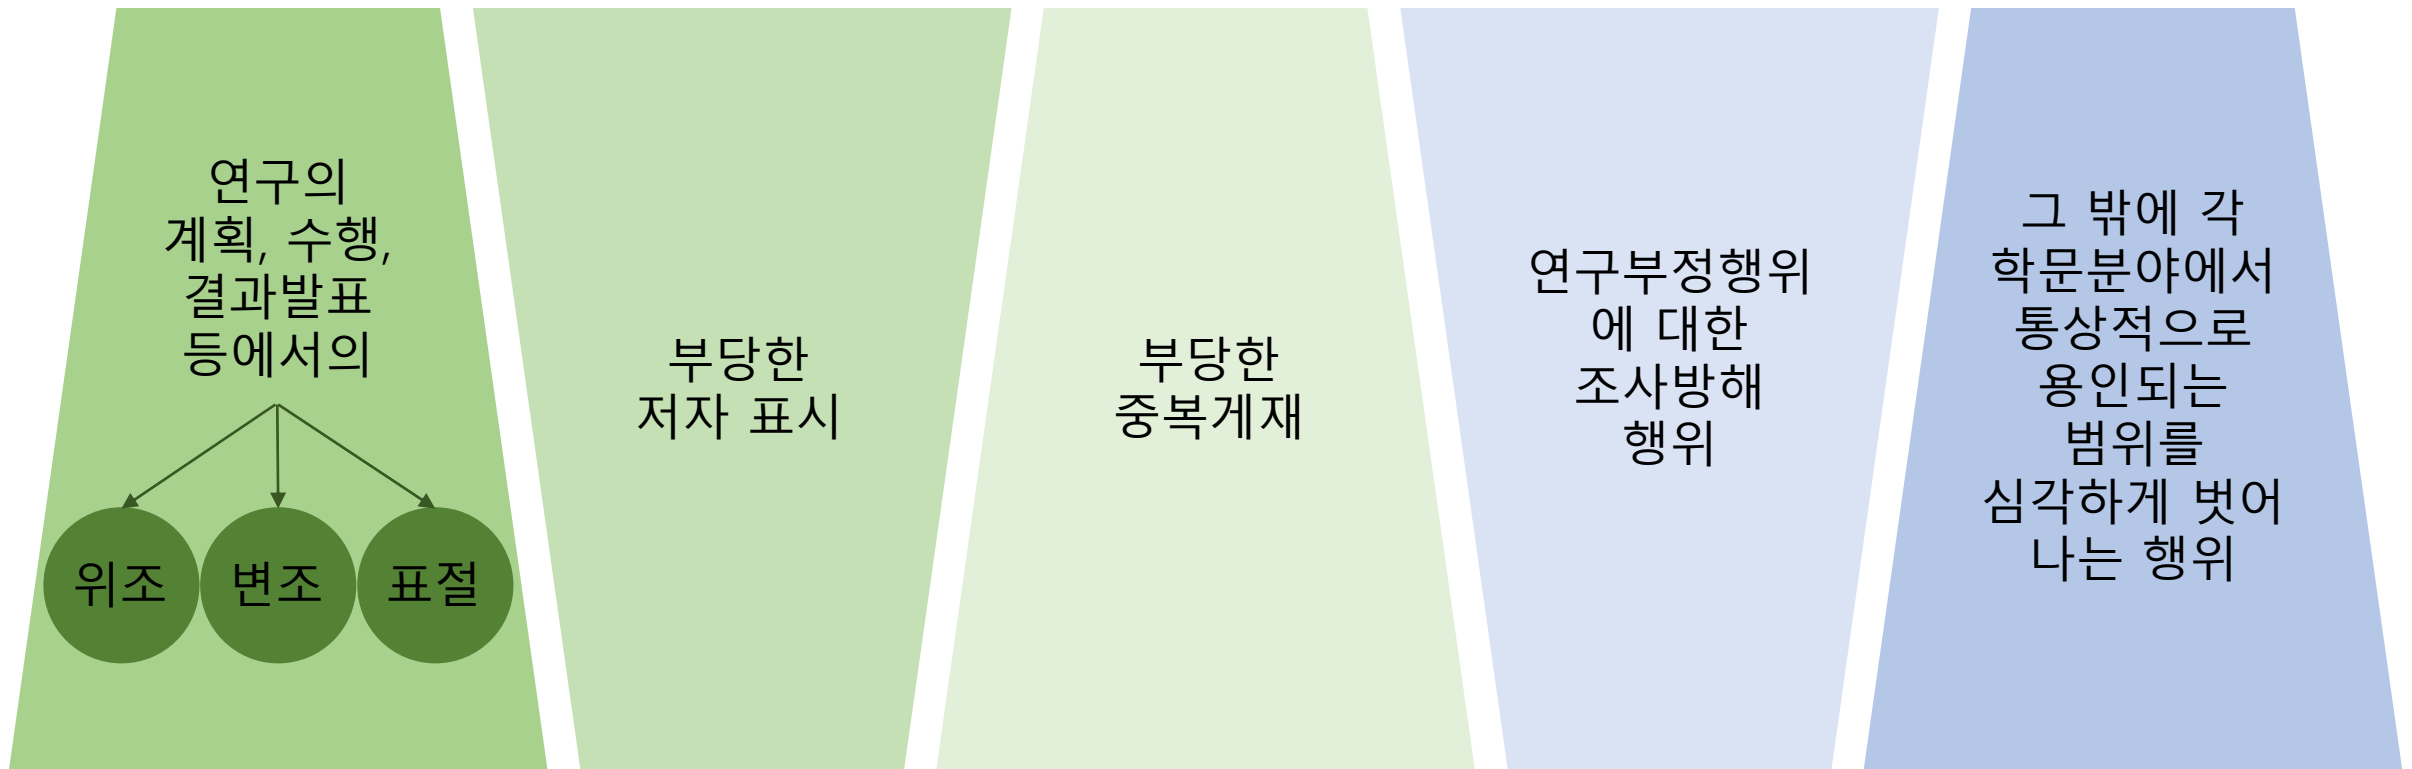 연구의
계획, 수행,
결과발표
등에서의
위조
변조
표절
부당한
저자 표시
부당한
중복게재
연구부정행위
에 대한
조사방해
행위
그 밖에 각
학문분야에서
통상적으로
용인되는
범위를
심각하게 벗어
나는 행위